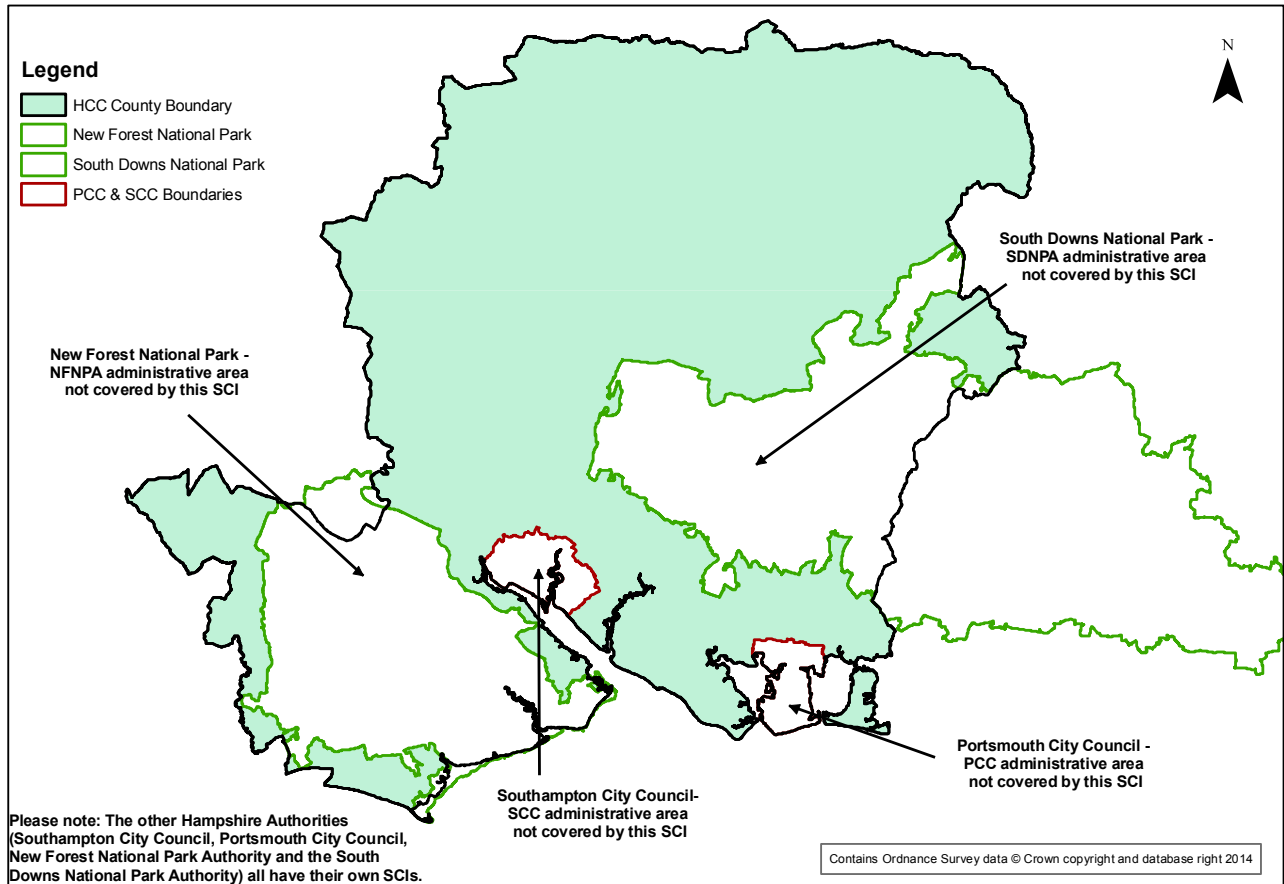 Legend
HCC County Boundary
New Forest National Park
South Downs National Park
PCC & SCC Boundaries
N
South Downs National Park -
SDNPA administrative area
not covered by this SCI
New Forest National Park -
NFNPA administrative area
not covered by this SCI
Portsmouth City Council -
PCC administrative area
not covered by this SCI
Southampton City Council-
SCC administrative area
not covered by this SCI
Please note: The other Hampshire Authorities
(Southampton City Council, Portsmouth City Council,
New Forest National Park Authority and the South
Downs National Park Authority) all have their own SCIs.
Contains Ordnance Survey data © Crown copyright and database right 2014